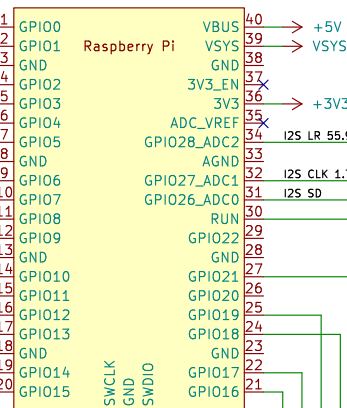 1 GPIO0 VBUS 40 +5V
2 GPIO1 Raspberry Pi VSYS 39 VSYS
3 GND GND 38
4 GPIO2 3V3_EN 37
5 GPIO3 3V3 36 +3V3
6 GPIO4 ADC_VREF 35
7 GPIO5 GPIO28_ADC2 34 I2S LR 55.9
8 GND AGND 33
9 GPIO6 GPIO27_ADC1 32 I2S CLK 1.
10 GPIO7 GPIO26_ADC0 31 I2S SD
11 GPIO8 RUN 30
12 GPIO9 GPIO22 29
13 GND GND 28
14 GPIO10 GPIO21 27
15 GPIO11 GPIO20 26
16 GPIO12 GPIO19 25
17 GPIO13 GPIO18 24
18 GND GND 23
19 GPIO14 GPIO17 22
20 GPIO15 GPIO16 21
SWCLK
GND
SWDIO